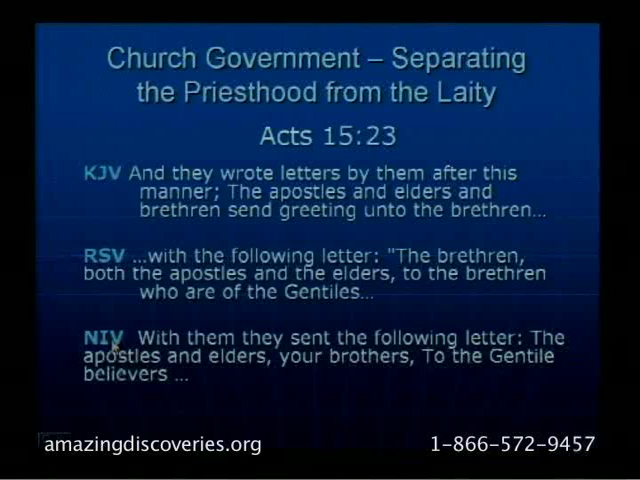 Church Government – Separating
the Priesthood from the Laity
Acts 15:23
KJV And they wrote letters by them after this
manner; The apostles and elders and
brethren send greeting unto the brethren...
RSV ...with the following letter: "The brethren,
both the apostles and the elders, to the brethren
who are of the Gentiles...
NIV With them they sent the following letter: The
apostles and elders, your brothers, To the Gentile
believers ...
amazingdiscoveries.org
1-866-572-9457